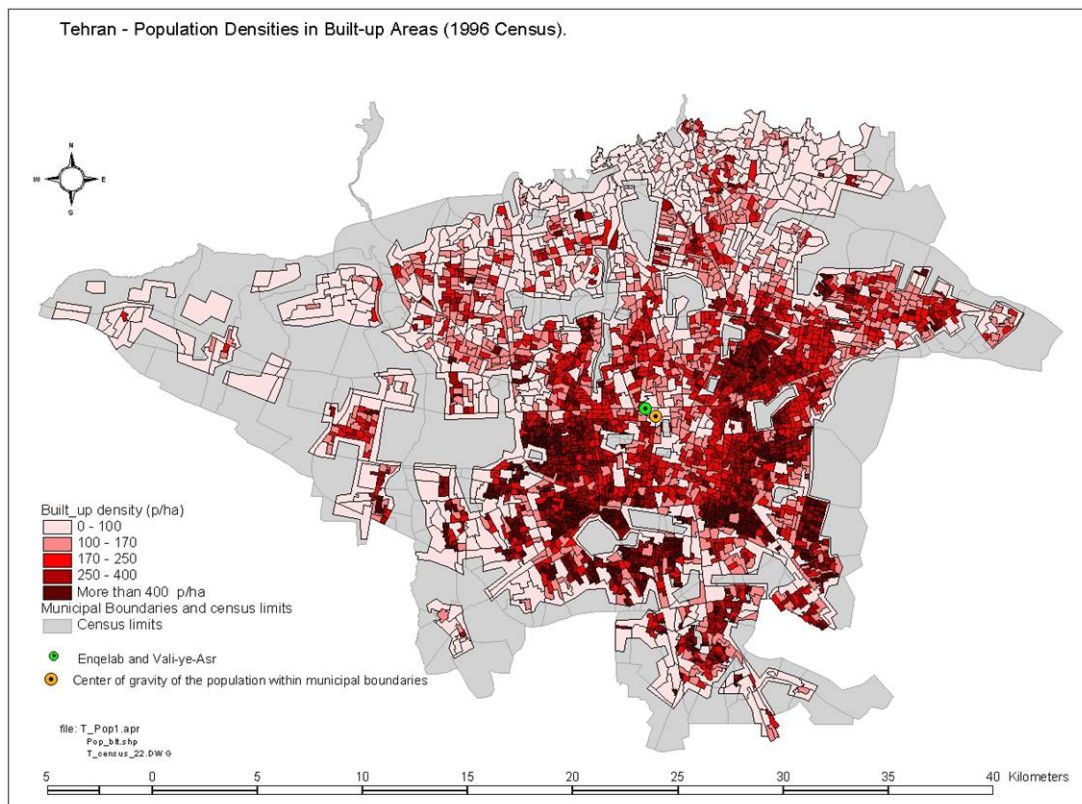 Tehran - Population Densities in Built-up Areas (1996 Census).
N
W E
S
Built_up density (p/ha)
0 - 100
100 - 170
170 - 250
250 - 400
More than 400 p/ha
Municipal Boundaries and census limits
Census limits
Enqelab and Vali-ye-Asr
Center of gravity of the population within municipal boundaries
file: T_Pop1.apr
Pop_blt.shp
T_census_22.DWG
5 0 5 10 15 20 25 30 35 40 Kilometers